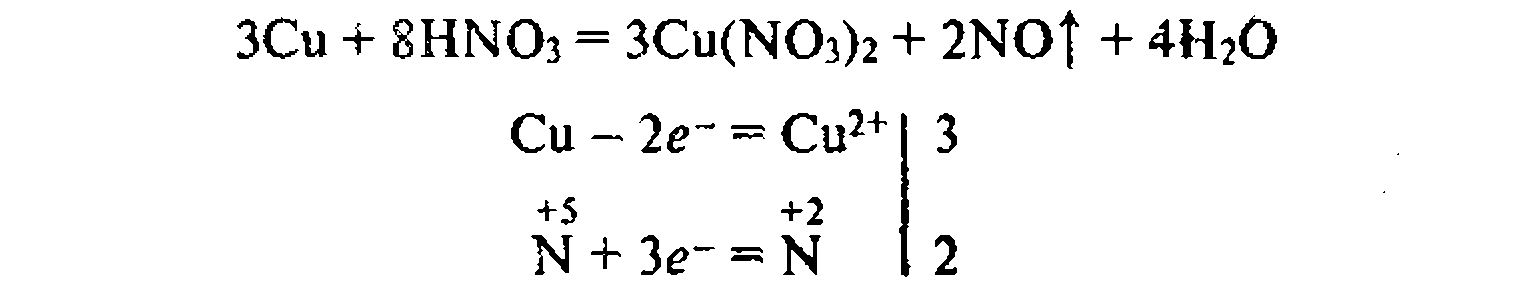 3Cu + 8HNO₃ = 3Cu(NO₃)₂ + 2NO↑ + 4H₂O
Cu − 2e⁻ = Cu²⁺ | 3
+5 +2
N + 3e⁻ = N | 2